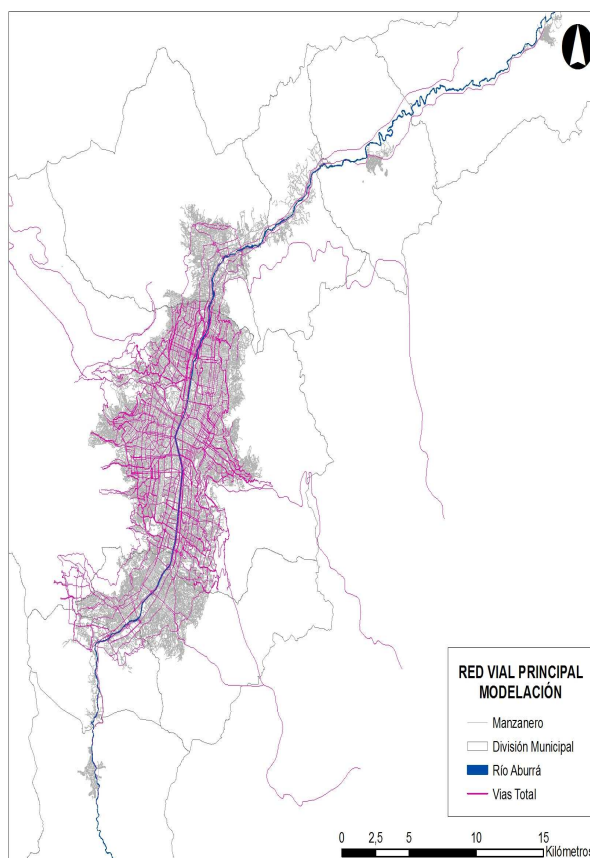 RED VIAL PRINCIPAL
MODELACIÓN
Manzanero
División Municipal
Río Aburrá
Vias Total
0 2,5 5 10 15
Kilómetros